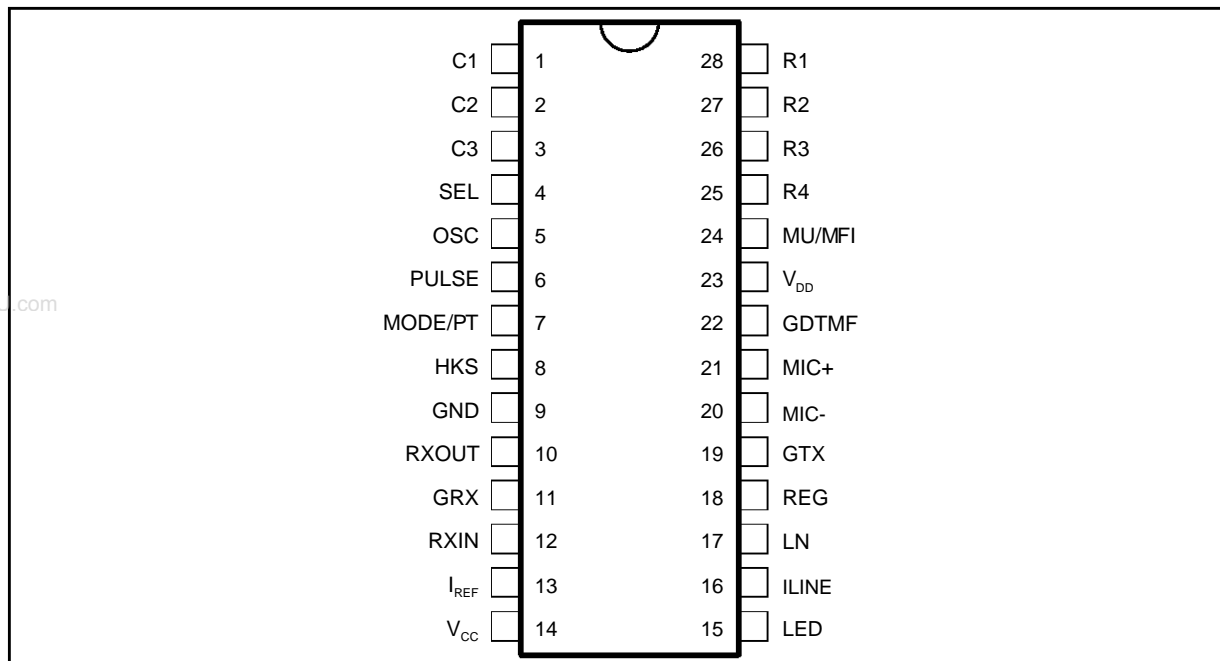 C1 1 28 R1
C2 2 27 R2
C3 3 26 R3
SEL 4 25 R4
OSC 5 24 MU/MFI
PULSE 6 23 VDD
.com
MODE/PT 7 22 GDTMF
HKS 8 21 MIC+
GND 9 20 MIC-
RXOUT 10 19 GTX
GRX 11 18 REG
RXIN 12 17 LN
IREF 13 16 ILINE
VCC 14 15 LED